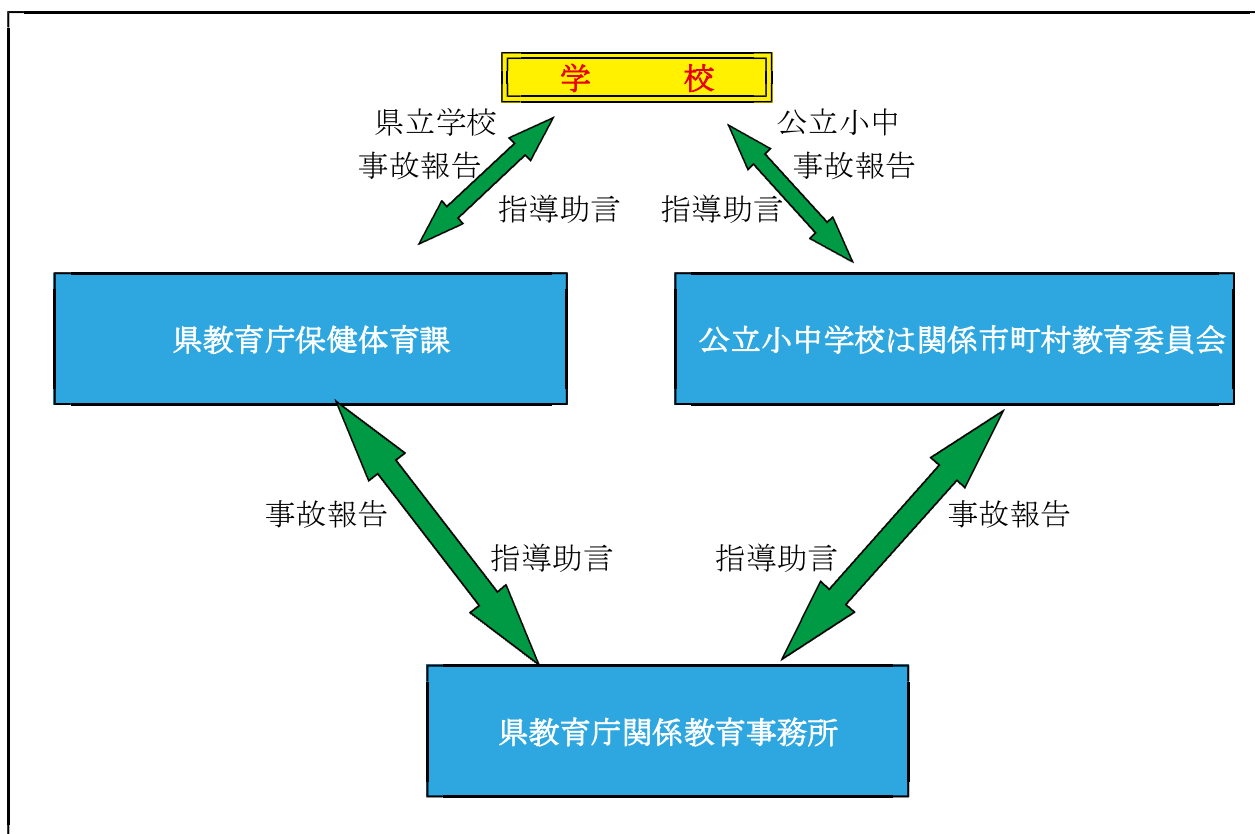 学　　校
県立学校
事故報告
指導助言
公立小中
事故報告
指導助言
県教育庁保健体育課
公立小中学校は関係市町村教育委員会
事故報告
指導助言
事故報告
指導助言
県教育庁関係教育事務所